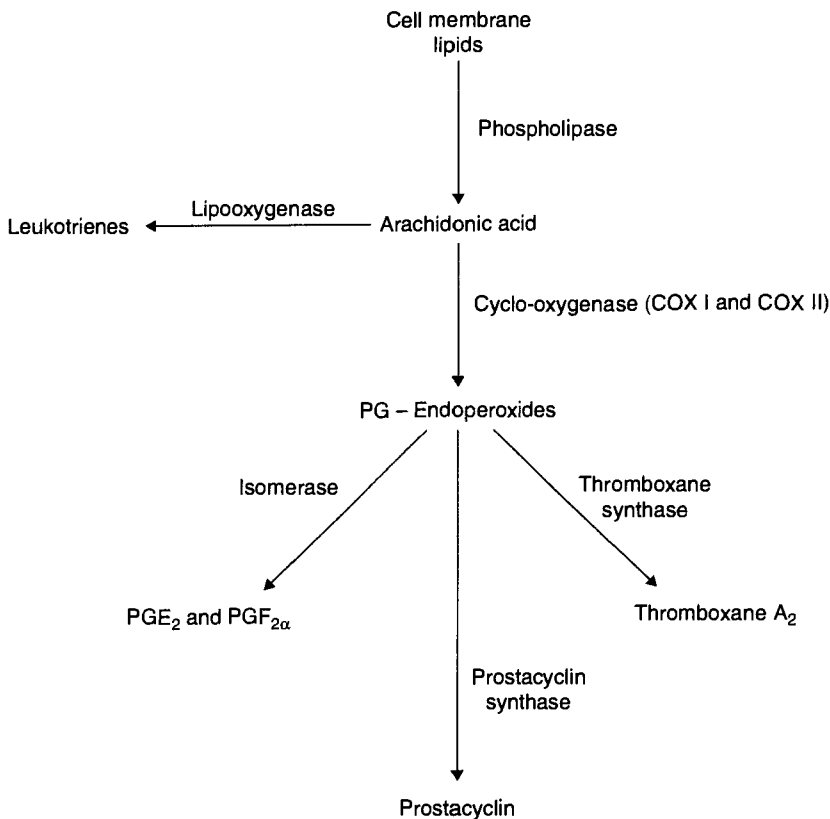 Cell membrane
lipids
Phospholipase
Lipooxygenase
Leukotrienes
Arachidonic acid
Cyclo-oxygenase (COX I and COX II)
PG – Endoperoxides
Isomerase
Thromboxane
synthase
PGE₂ and PGF₂α
Thromboxane A₂
Prostacyclin
synthase
Prostacyclin